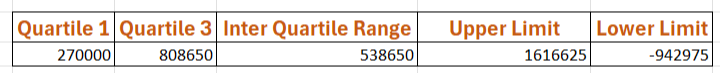 Quartile 1 Quartile 3 Inter Quartile Range Upper Limit Lower Limit
270000 808650 538650 1616625 -942975